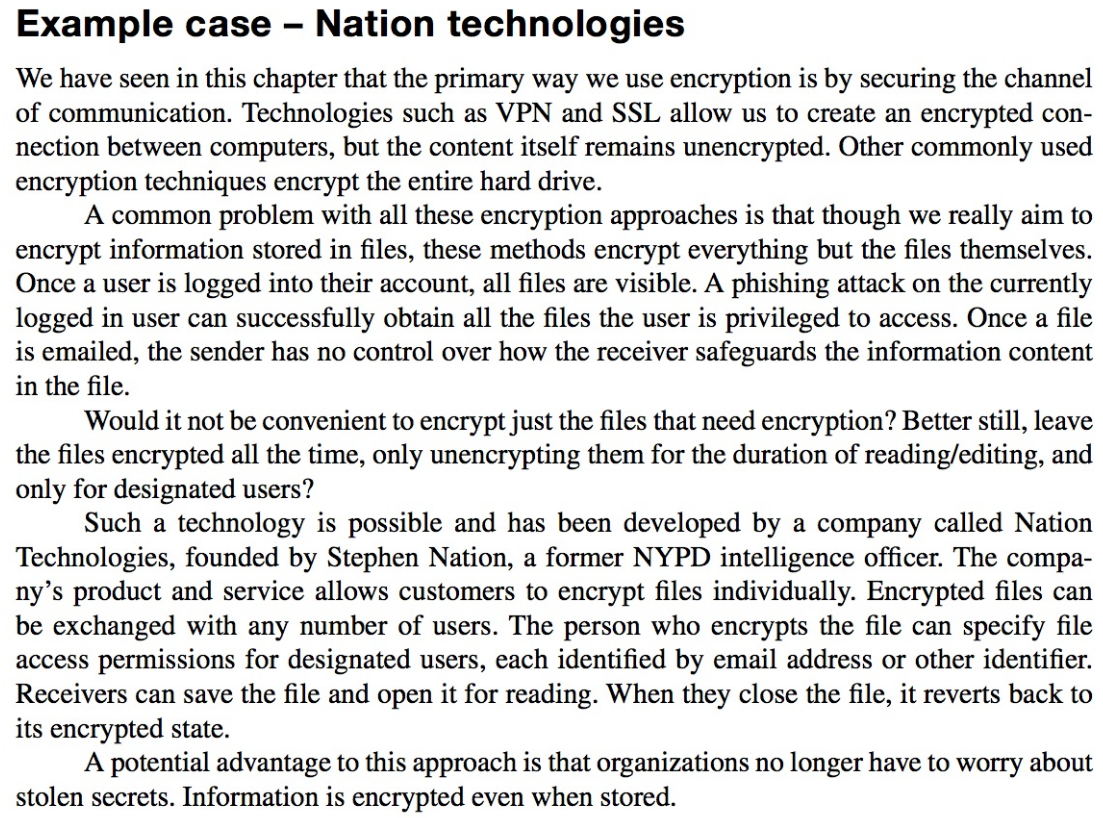 Example case – Nation technologies
We have seen in this chapter that the primary way we use encryption is by securing the channel
of communication. Technologies such as VPN and SSL allow us to create an encrypted con-
nection between computers, but the content itself remains unencrypted. Other commonly used
encryption techniques encrypt the entire hard drive.
A common problem with all these encryption approaches is that though we really aim to
encrypt information stored in files, these methods encrypt everything but the files themselves.
Once a user is logged into their account, all files are visible. A phishing attack on the currently
logged in user can successfully obtain all the files the user is privileged to access. Once a file
is emailed, the sender has no control over how the receiver safeguards the information content
in the file.
Would it not be convenient to encrypt just the files that need encryption? Better still, leave
the files encrypted all the time, only unencrypting them for the duration of reading/editing, and
only for designated users?
Such a technology is possible and has been developed by a company called Nation
Technologies, founded by Stephen Nation, a former NYPD intelligence officer. The compa-
ny’s product and service allows customers to encrypt files individually. Encrypted files can
be exchanged with any number of users. The person who encrypts the file can specify file
access permissions for designated users, each identified by email address or other identifier.
Receivers can save the file and open it for reading. When they close the file, it reverts back to
its encrypted state.
A potential advantage to this approach is that organizations no longer have to worry about
stolen secrets. Information is encrypted even when stored.